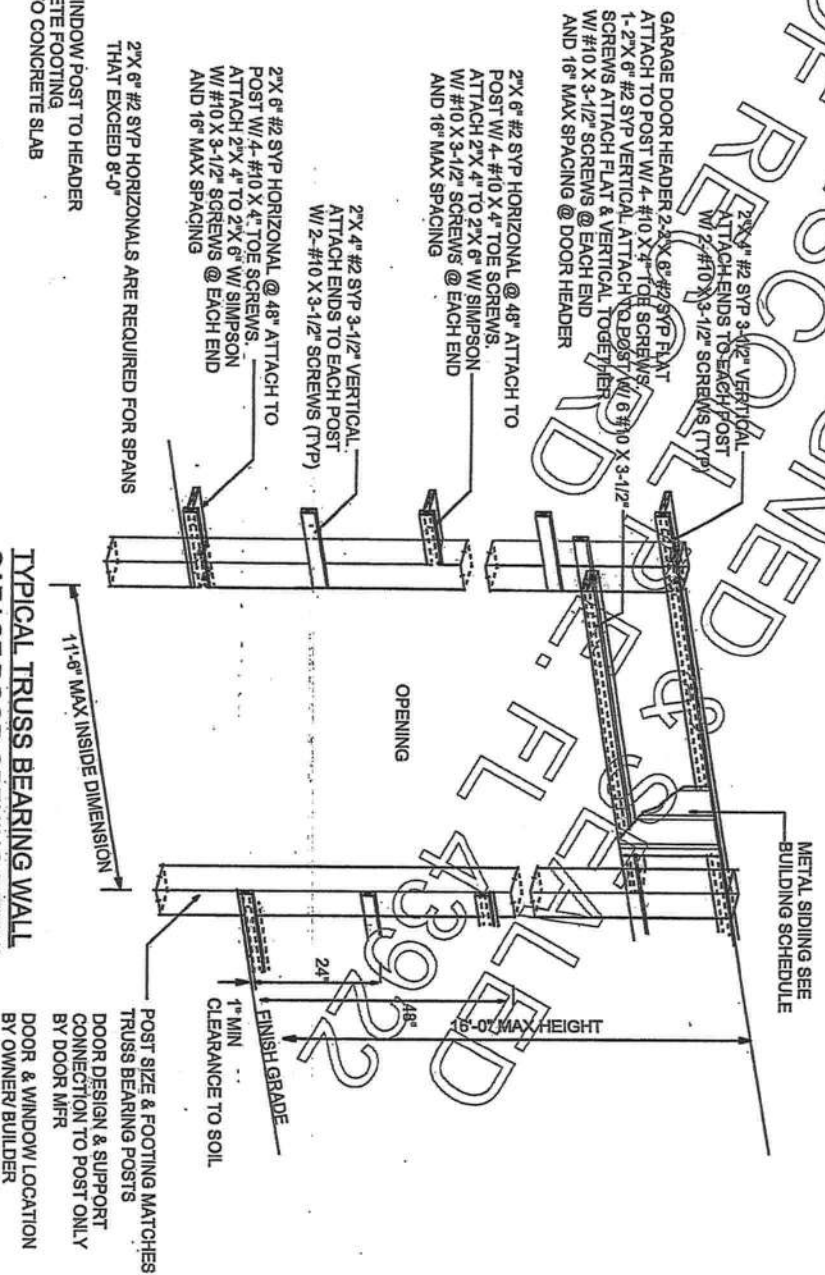 2"X 4" #2 SYP 3-1/2" VERTICAL
ATTACH ENDS TO EACH POST
W/ 2- #10 X 3-1/2" SCREWS (TYP)
GARAGE DOOR HEADER 2-2"X 6" #2 SYP FLAT
ATTACH TO POST W/ 4- #10 X 4" TOE SCREWS.
1- 2"X 6" #2 SYP VERTICAL ATTACH TO POST W/ 6 #10 X 3-1/2"
SCREWS ATTACH FLAT & VERTICAL TOGETHER
W/ #10 X 3-1/2" SCREWS @ EACH END
AND 16" MAX SPACING @ DOOR HEADER
2"X 6" #2 SYP HORIZONAL @ 48" ATTACH TO
POST W/ 4- #10 X 4" TOE SCREWS.
ATTACH 2"X 4" TO 2"X 6" W/ SIMPSON
W/ #10 X 3-1/2" SCREWS @ EACH END
AND 16" MAX SPACING
2"X 4" #2 SYP 3-1/2" VERTICAL
ATTACH ENDS TO EACH POST
W/ 2- #10 X 3-1/2" SCREWS (TYP)
2"X 6" #2 SYP HORIZONAL @ 48" ATTACH TO
POST W/ 4- #10 X 4" TOE SCREWS.
ATTACH 2"X 4" TO 2"X 6" W/ SIMPSON
W/ #10 X 3-1/2" SCREWS @ EACH END
AND 16" MAX SPACING
2"X 6" #2 SYP HORIZONALS ARE REQUIRED FOR SPANS
THAT EXCEED 8'-0"
WINDOW POST TO HEADER
FOOTING
TO CONCRETE SLAB
METAL SIDIING SEE
BUILDING SCHEDULE
OPENING
16'-0" MAX HEIGHT
48"
24"
FINISH GRADE
1" MIN
CLEARANCE TO SOIL
11'-6" MAX INSIDE DIMENSION
POST SIZE & FOOTING MATCHES
TRUSS BEARING POSTS
DOOR DESIGN & SUPPORT
CONNECTION TO POST ONLY
BY DOOR MFR
DOOR & WINDOW LOCATION
BY OWNER/ BUILDER
TYPICAL TRUSS BEARING WALL
OF RECORD
P.E. FL 43922
& SEALED